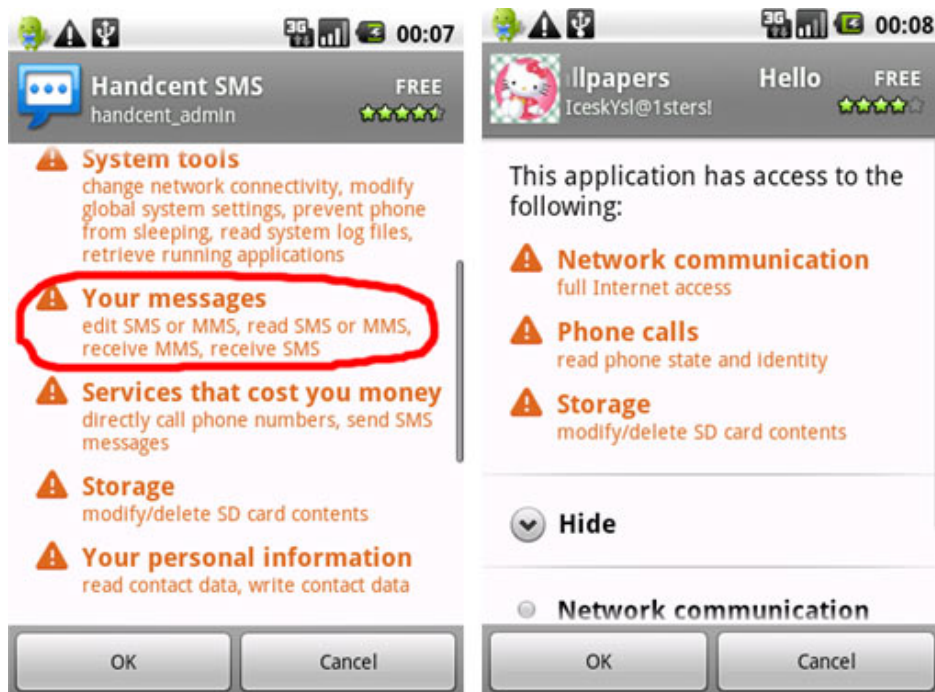 3G 00:07
Handcent SMS FREE
handcent_admin
System tools
change network connectivity, modify
global system settings, prevent phone
from sleeping, read system log files,
retrieve running applications
Your messages
edit SMS or MMS, read SMS or MMS,
receive MMS, receive SMS
Services that cost you money
directly call phone numbers, send SMS
messages
Storage
modify/delete SD card contents
Your personal information
read contact data, write contact data
OK Cancel
3G 00:08
llpapers Hello FREE
IceskYsl@1sters!
This application has access to the
following:
Network communication
full Internet access
Phone calls
read phone state and identity
Storage
modify/delete SD card contents
Hide
Network communication
OK Cancel